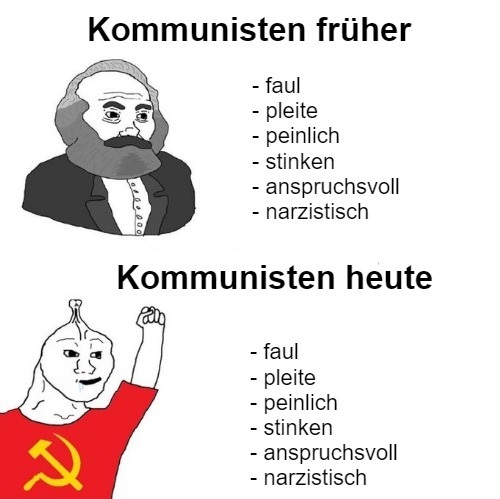 Kommunisten früher
- faul
- pleite
- peinlich
- stinken
- anspruchsvoll
- narzistisch
Kommunisten heute
- faul
- pleite
- peinlich
- stinken
- anspruchsvoll
- narzistisch